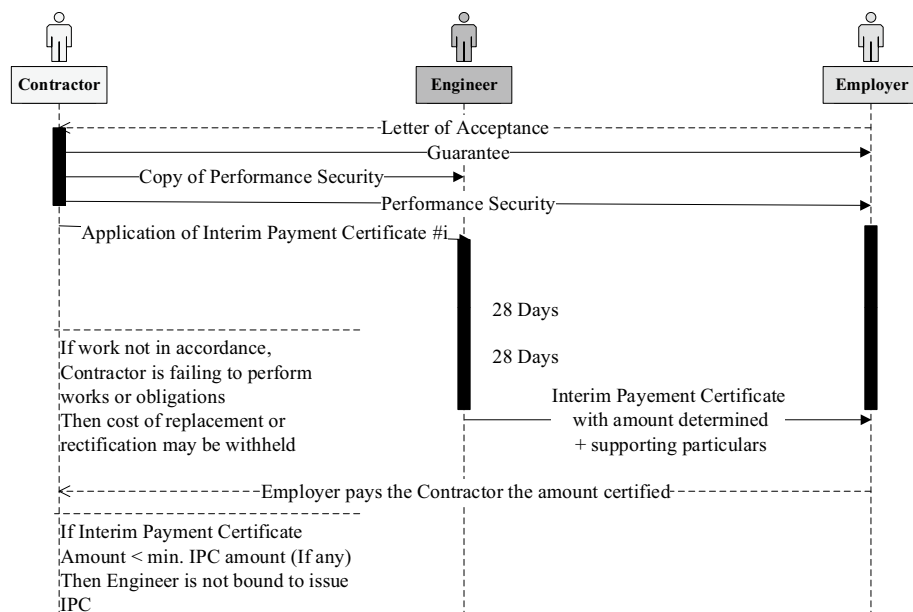 Contractor
Engineer
Employer
Letter of Acceptance
Guarantee
Copy of Performance Security
Performance Security
Application of Interim Payment Certificate #i
28 Days
If work not in accordance,
Contractor is failing to perform
works or obligations
Then cost of replacement or
rectification may be withheld
28 Days
Interim Payement Certificate
with amount determined
+ supporting particulars
Employer pays the Contractor the amount certified
If Interim Payment Certificate
Amount < min. IPC amount (If any)
Then Engineer is not bound to issue
IPC